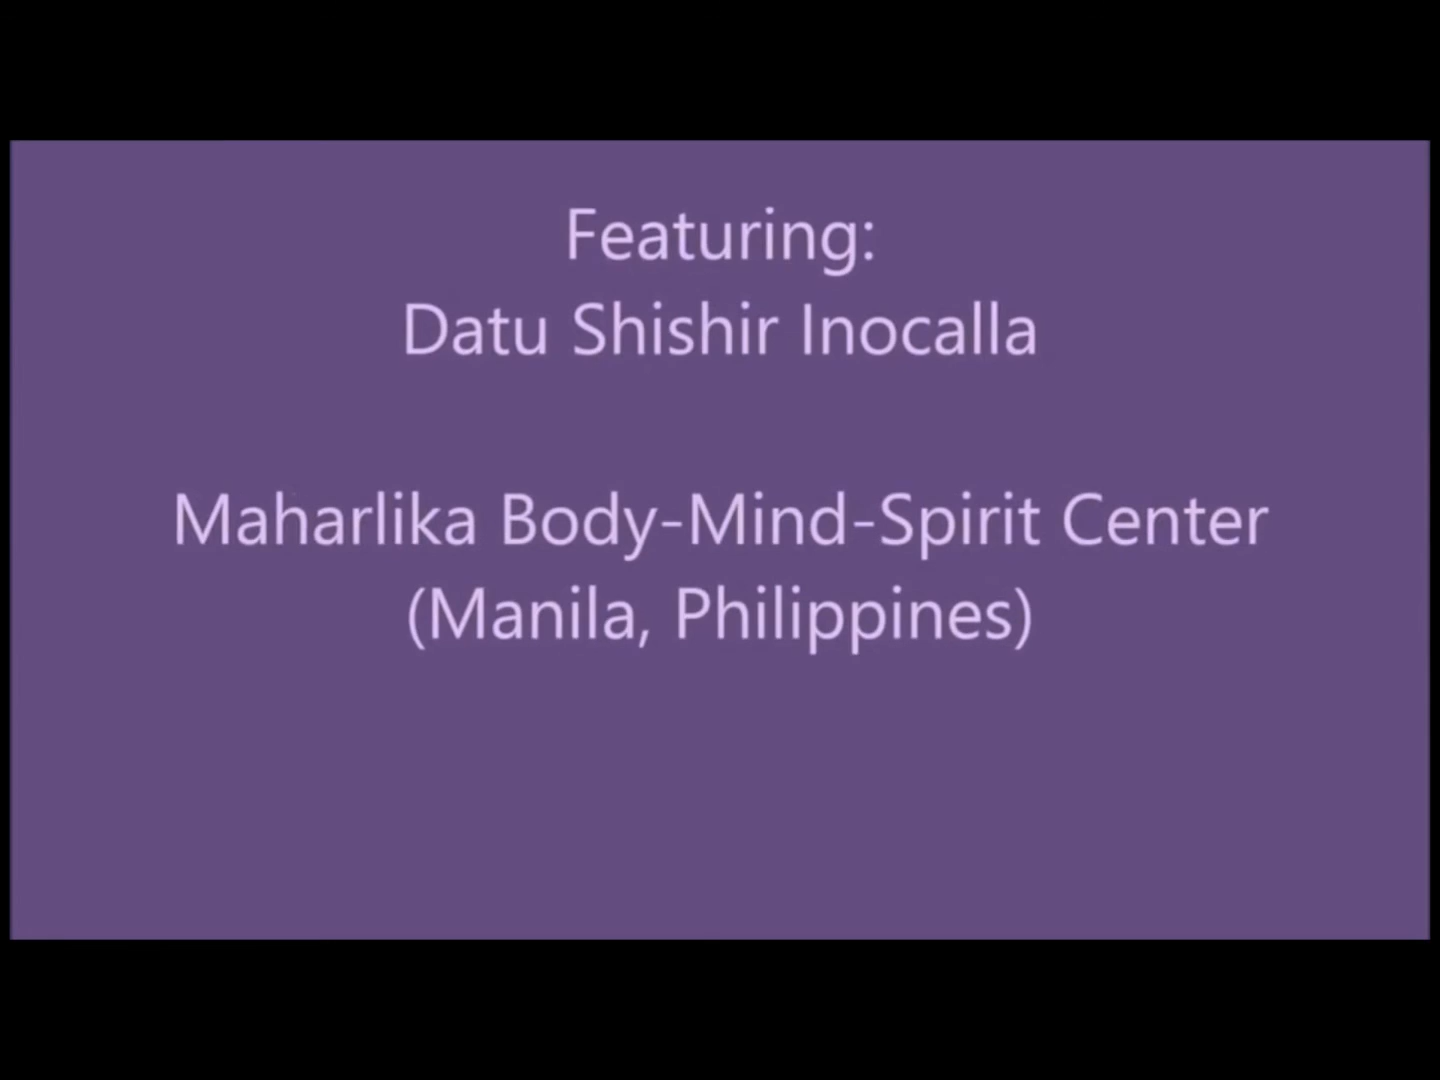 Featuring:
Datu Shishir Inocalla
Maharlika Body-Mind-Spirit Center
(Manila, Philippines)